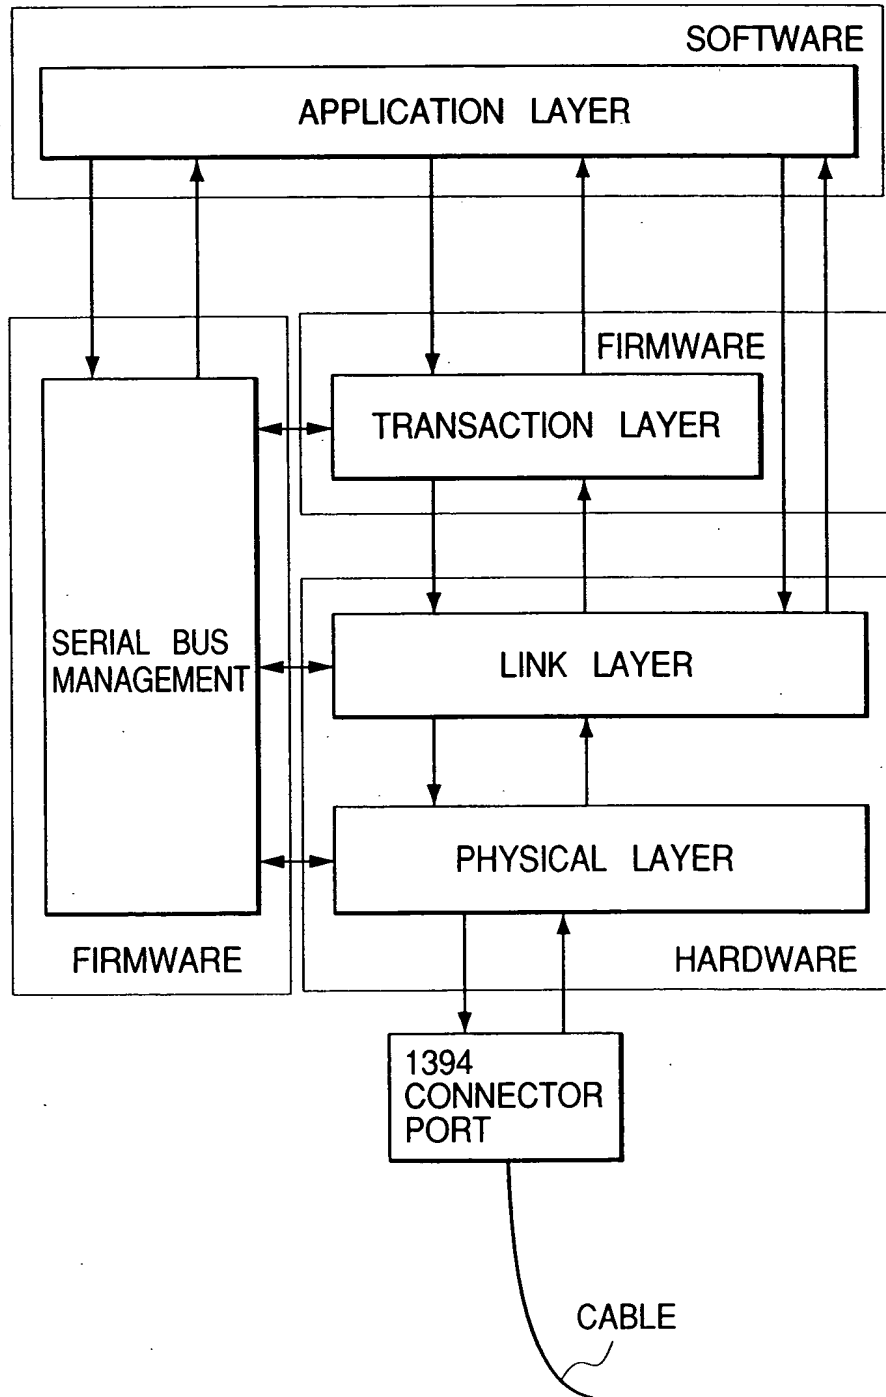 SOFTWARE
APPLICATION LAYER
FIRMWARE
TRANSACTION LAYER
SERIAL BUS
MANAGEMENT
LINK LAYER
PHYSICAL LAYER
FIRMWARE
HARDWARE
1394
CONNECTOR
PORT
CABLE